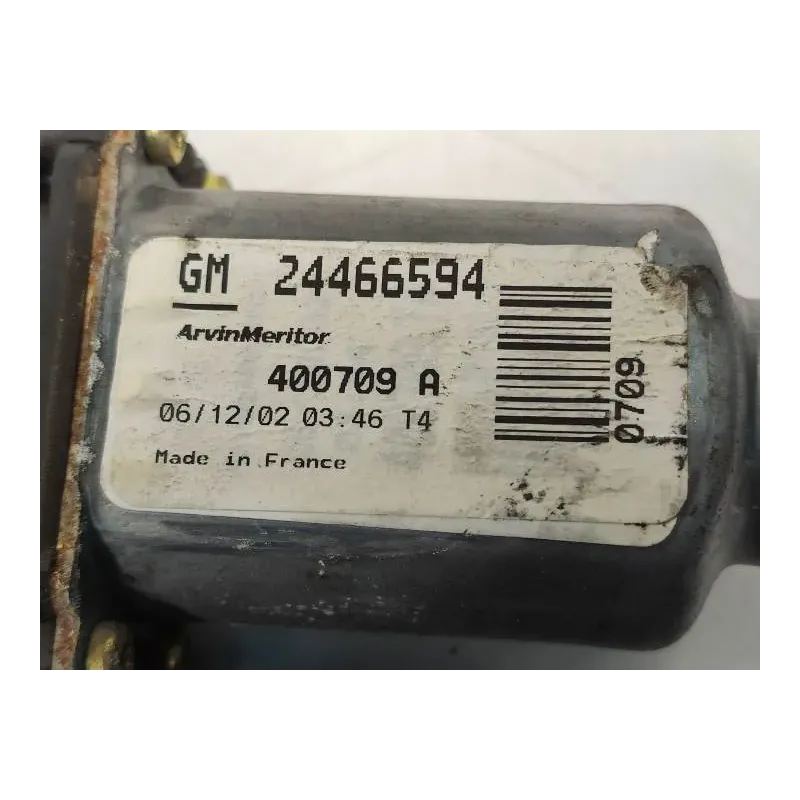 GM 24466594
ArvinMeritor
400709 A
06/12/02 03:46 T4
Made in France
0709